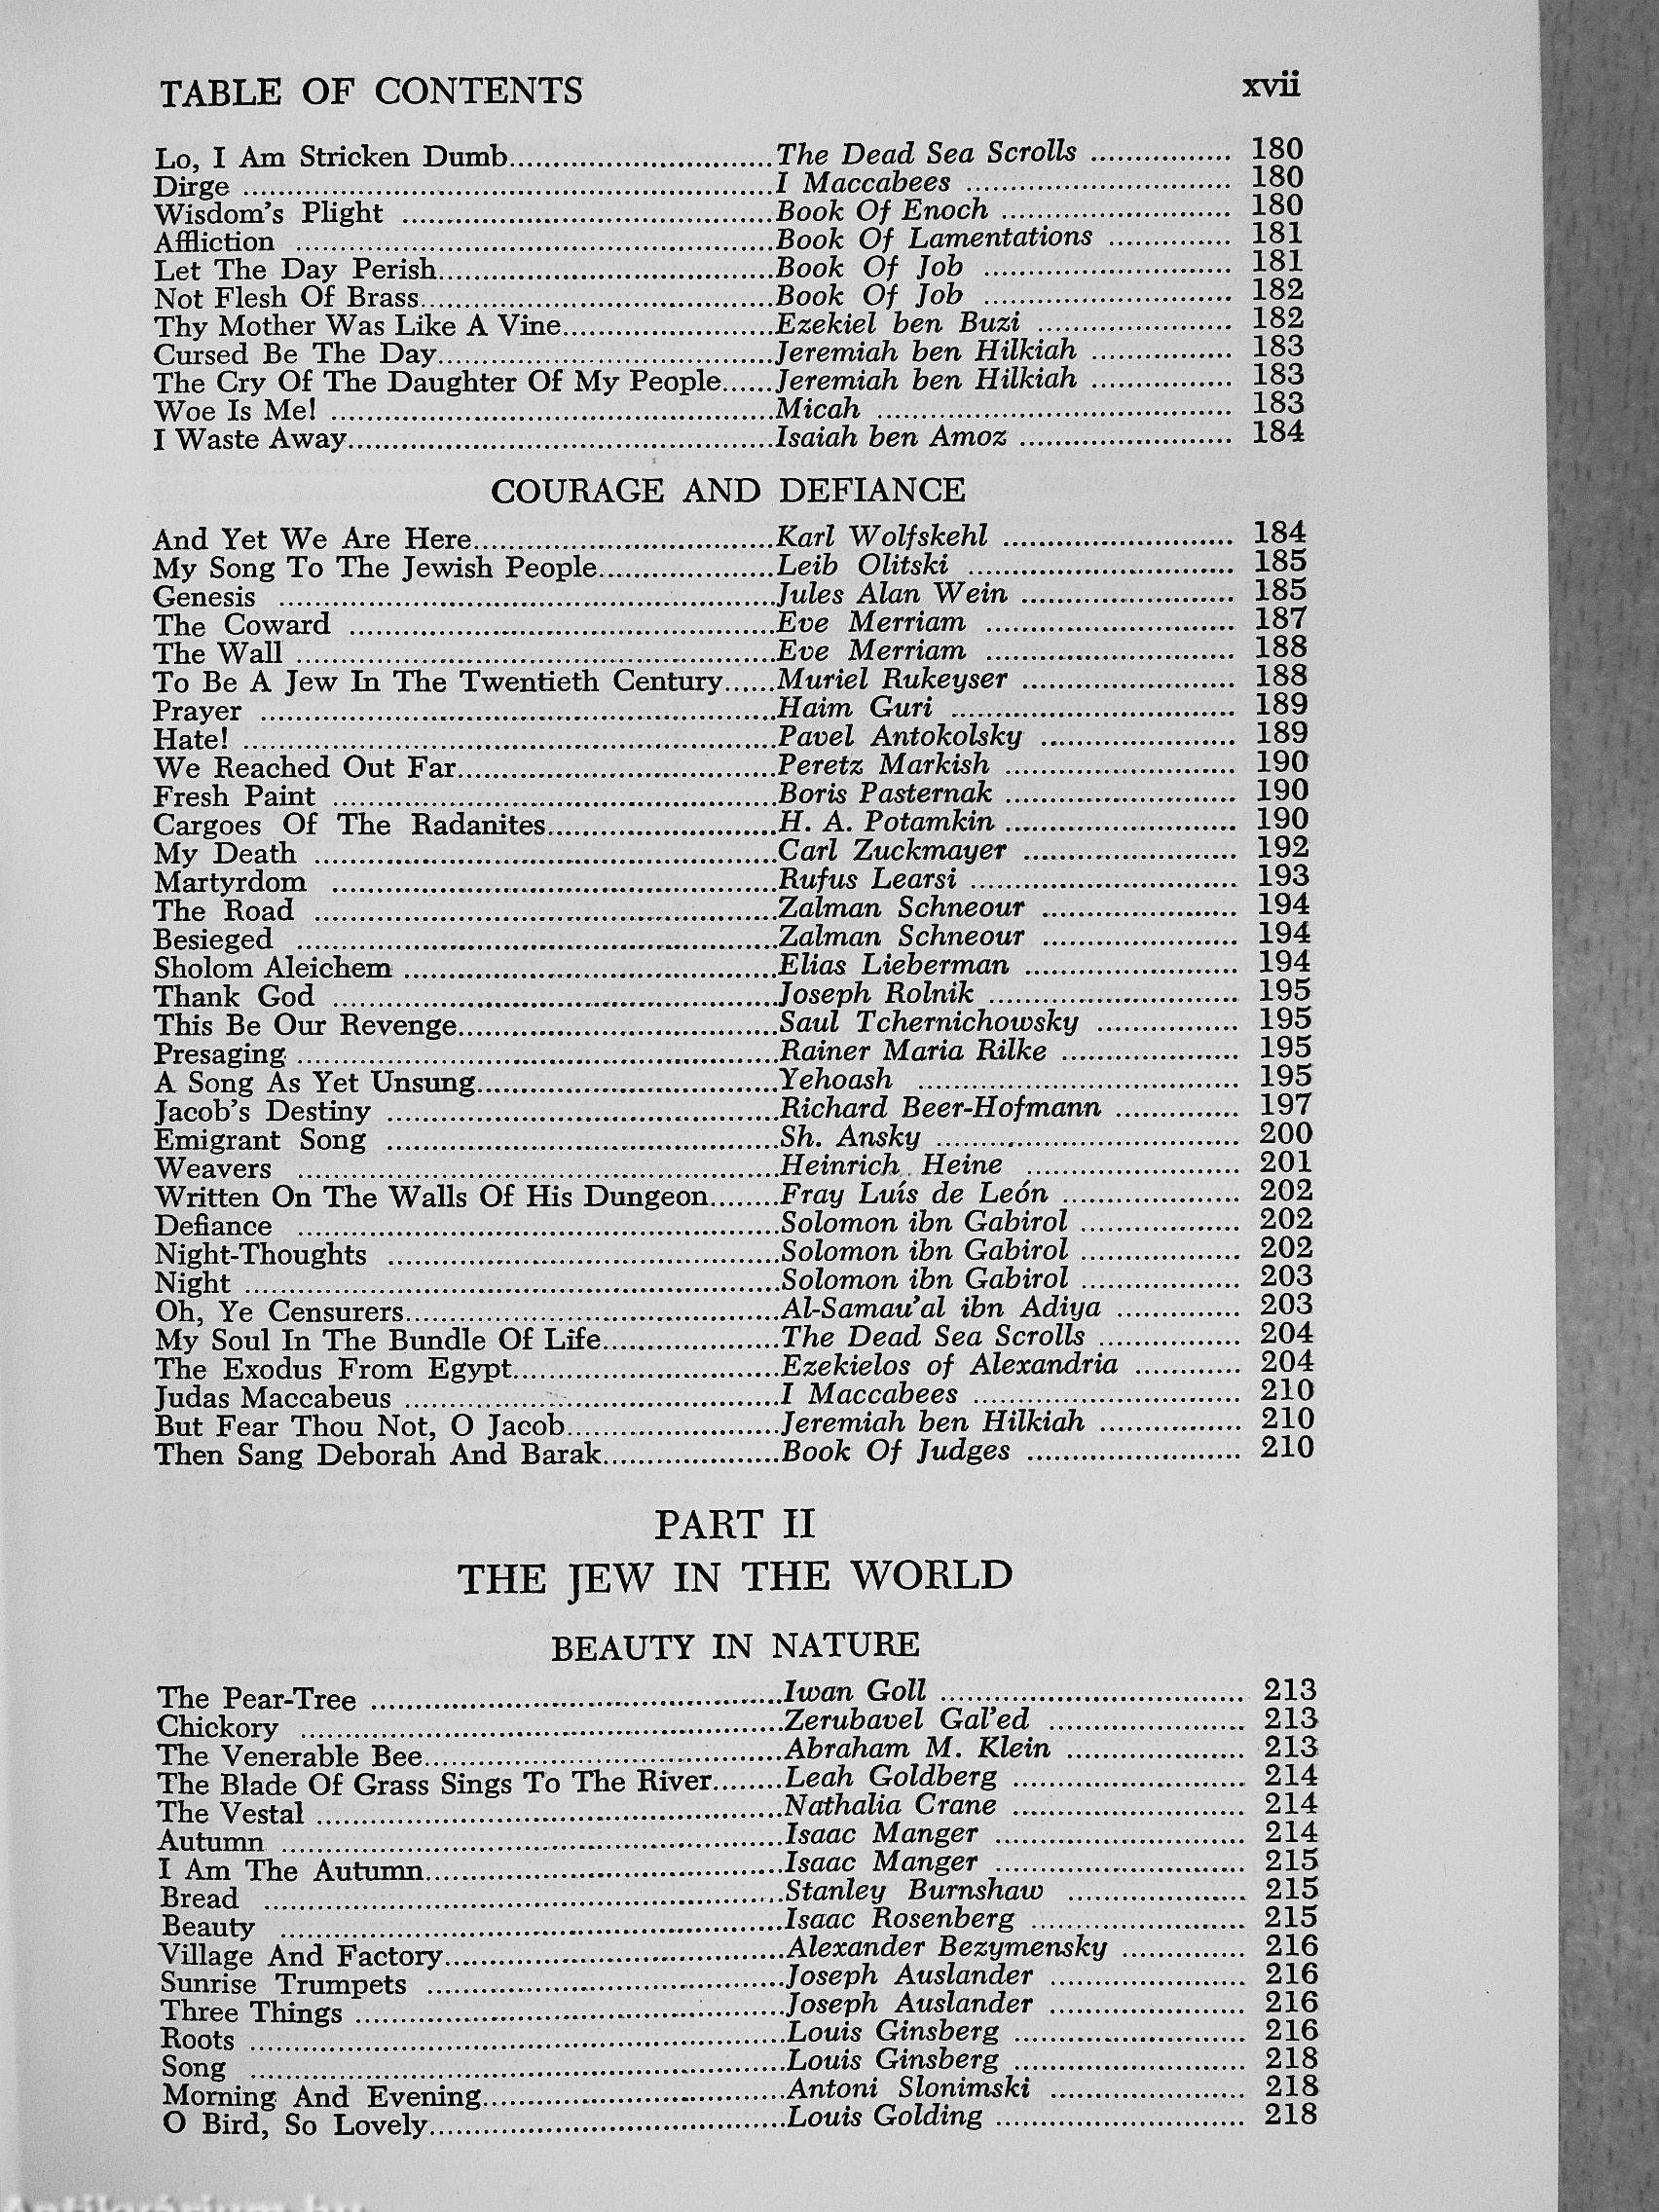 TABLE OF CONTENTS xvii
Lo, I Am Stricken Dumb............................The Dead Sea Scrolls ................ 180
Dirge ............................I Maccabees ................ 180
Wisdom's Plight ............................Book Of Enoch ................ 180
Affliction ............................Book Of Lamentations ................ 181
Let The Day Perish............................Book Of Job ................ 181
Not Flesh Of Brass............................Book Of Job ................ 182
Thy Mother Was Like A Vine............................Ezekiel ben Buzi ................ 182
Cursed Be The Day............................Jeremiah ben Hilkiah ................ 183
The Cry Of The Daughter Of My People......Jeremiah ben Hilkiah ................ 183
Woe Is Me! ............................Micah ................ 183
I Waste Away............................Isaiah ben Amoz ................ 184
COURAGE AND DEFIANCE
And Yet We Are Here............................Karl Wolfskehl ................ 184
My Song To The Jewish People....................Leib Olitski ................ 185
Genesis ............................Jules Alan Wein ................ 185
The Coward ............................Eve Merriam ................ 187
The Wall ............................Eve Merriam ................ 188
To Be A Jew In The Twentieth Century......Muriel Rukeyser ................ 188
Prayer ............................Haim Guri ................ 189
Hate! ............................Pavel Antokolsky ................ 189
We Reached Out Far............................Peretz Markish ................ 190
Fresh Paint ............................Boris Pasternak ................ 190
Cargoes Of The Radanites............................H. A. Potamkin ................ 190
My Death ............................Carl Zuckmayer ................ 192
Martyrdom ............................Rufus Learsi ................ 193
The Road ............................Zalman Schneour ................ 194
Besieged ............................Zalman Schneour ................ 194
Sholom Aleichem ............................Elias Lieberman ................ 194
Thank God ............................Joseph Rolnik ................ 195
This Be Our Revenge............................Saul Tchernichowsky ................ 195
Presaging ............................Rainer Maria Rilke ................ 195
A Song As Yet Unsung............................Yehoash ................ 195
Jacob's Destiny ............................Richard Beer-Hofmann .............. 197
Emigrant Song ............................Sh. Ansky ................ 200
Weavers ............................Heinrich Heine ................ 201
Written On The Walls Of His Dungeon........Fray Luís de León ................ 202
Defiance ............................Solomon ibn Gabirol ................ 202
Night-Thoughts ............................Solomon ibn Gabirol ................ 202
Night ............................Solomon ibn Gabirol ................ 203
Oh, Ye Censurers............................Al-Samau'al ibn Adiya .............. 203
My Soul In The Bundle Of Life....................The Dead Sea Scrolls ................ 204
The Exodus From Egypt............................Ezekielos of Alexandria ............ 204
Judas Maccabeus ............................I Maccabees ................ 210
But Fear Thou Not, O Jacob........................Jeremiah ben Hilkiah ................ 210
Then Sang Deborah And Barak....................Book Of Judges ................ 210
PART II
THE JEW IN THE WORLD
BEAUTY IN NATURE
The Pear-Tree ............................Iwan Goll ................ 213
Chickory ............................Zerubavel Gal'ed ................ 213
The Venerable Bee............................Abraham M. Klein ................ 213
The Blade Of Grass Sings To The River........Leah Goldberg ................ 214
The Vestal ............................Nathalia Crane ................ 214
Autumn ............................Isaac Manger ................ 214
I Am The Autumn............................Isaac Manger ................ 215
Bread ............................Stanley Burnshaw ................ 215
Beauty ............................Isaac Rosenberg ................ 215
Village And Factory............................Alexander Bezymensky .............. 216
Sunrise Trumpets ............................Joseph Auslander ................ 216
Three Things ............................Joseph Auslander ................ 216
Roots ............................Louis Ginsberg ................ 216
Song ............................Louis Ginsberg ................ 218
Morning And Evening............................Antoni Slonimski ................ 218
O Bird, So Lovely............................Louis Golding ................ 218